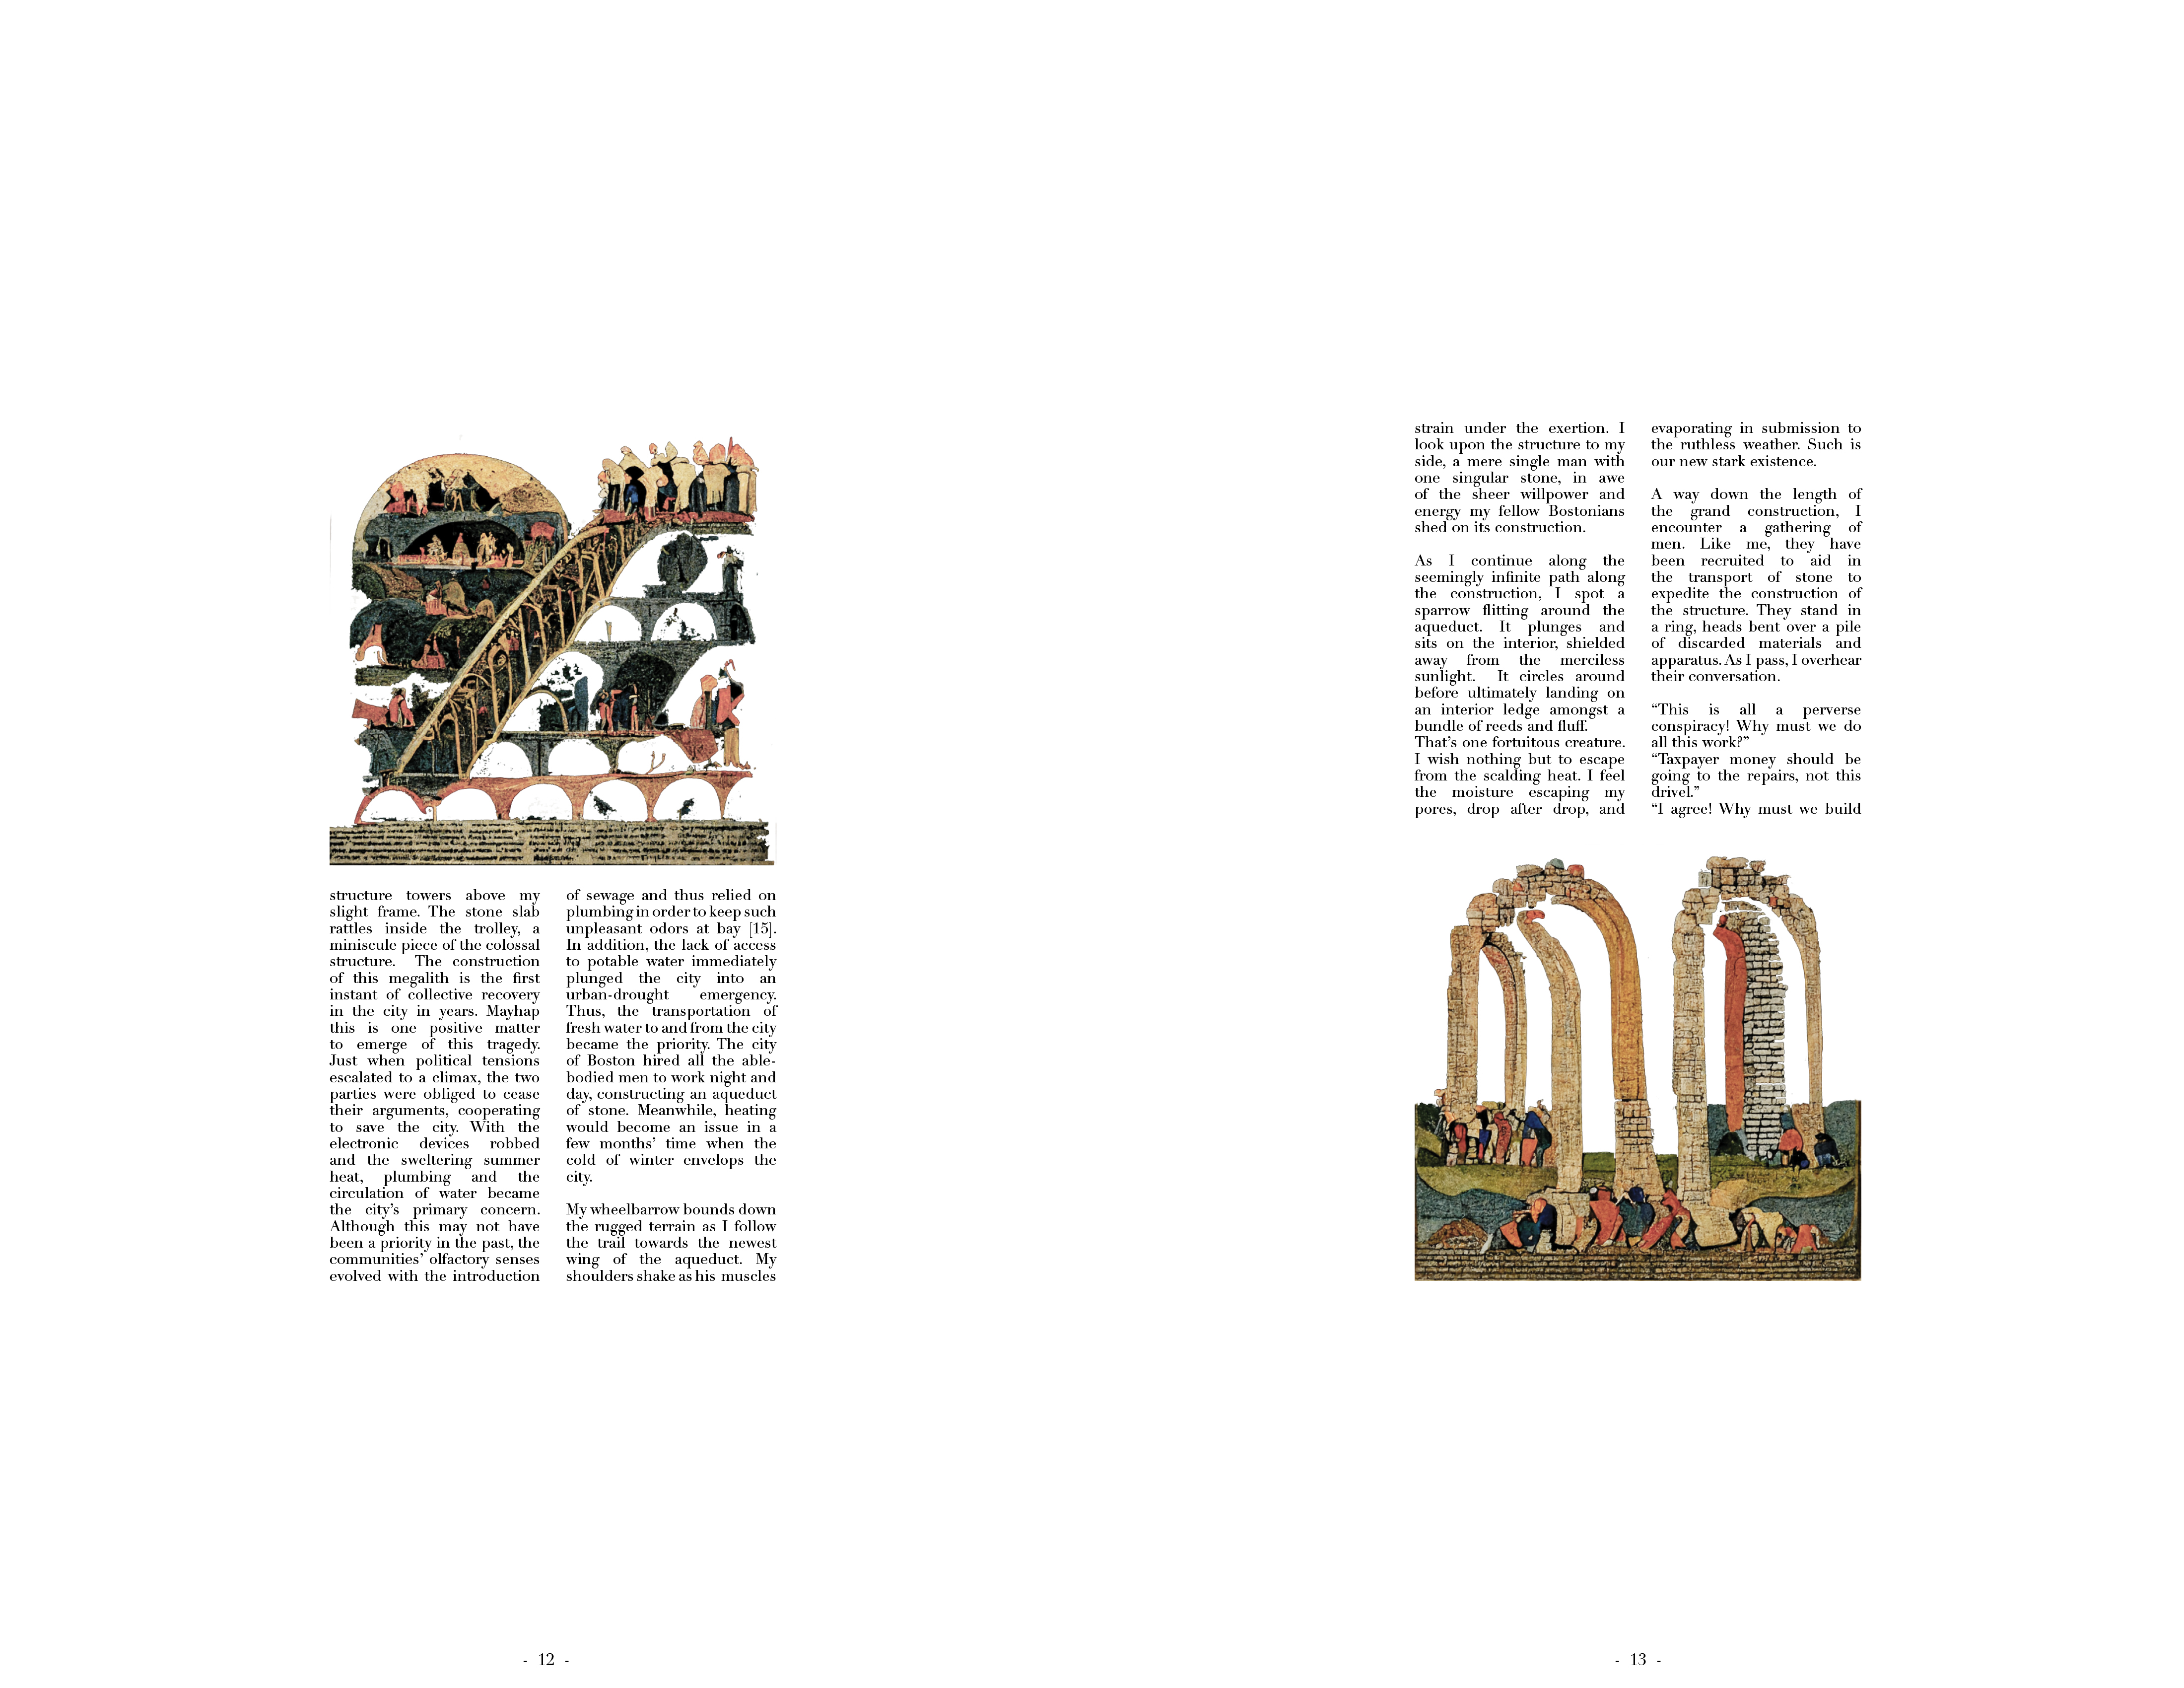 structure towers above my
slight frame. The stone slab
rattles inside the trolley, a
miniscule piece of the colossal
structure. The construction
of this megalith is the first
instant of collective recovery
in the city in years. Mayhap
this is one positive matter
to emerge of this tragedy.
Just when political tensions
escalated to a climax, the two
parties were obliged to cease
their arguments, cooperating
to save the city. With the
electronic devices robbed
and the sweltering summer
heat, plumbing and the
circulation of water became
the city's primary concern.
Although this may not have
been a priority in the past, the
communities' olfactory senses
evolved with the introduction
of sewage and thus relied on
plumbing in order to keep such
unpleasant odors at bay [15].
In addition, the lack of access
to potable water immediately
plunged the city into an
urban-drought emergency.
Thus, the transportation of
fresh water to and from the city
became the priority. The city
of Boston hired all the able-
bodied men to work night and
day, constructing an aqueduct
of stone. Meanwhile, heating
would become an issue in a
few months' time when the
cold of winter envelops the
city.
My wheelbarrow bounds down
the rugged terrain as I follow
the trail towards the newest
wing of the aqueduct. My
shoulders shake as his muscles
- 12 -
strain under the exertion. I
look upon the structure to my
side, a mere single man with
one singular stone, in awe
of the sheer willpower and
energy my fellow Bostonians
shed on its construction.
As I continue along the
seemingly infinite path along
the construction, I spot a
sparrow flitting around the
aqueduct. It plunges and
sits on the interior, shielded
away from the merciless
sunlight. It circles around
before ultimately landing on
an interior ledge amongst a
bundle of reeds and fluff.
That's one fortuitous creature.
I wish nothing but to escape
from the scalding heat. I feel
the moisture escaping my
pores, drop after drop, and
evaporating in submission to
the ruthless weather. Such is
our new stark existence.
A way down the length of
the grand construction, I
encounter a gathering of
men. Like me, they have
been recruited to aid in
the transport of stone to
expedite the construction of
the structure. They stand in
a ring, heads bent over a pile
of discarded materials and
apparatus. As I pass, I overhear
their conversation.
“This is all a perverse
conspiracy! Why must we do
all this work?”
“Taxpayer money should be
going to the repairs, not this
drivel.”
“I agree! Why must we build
- 13 -